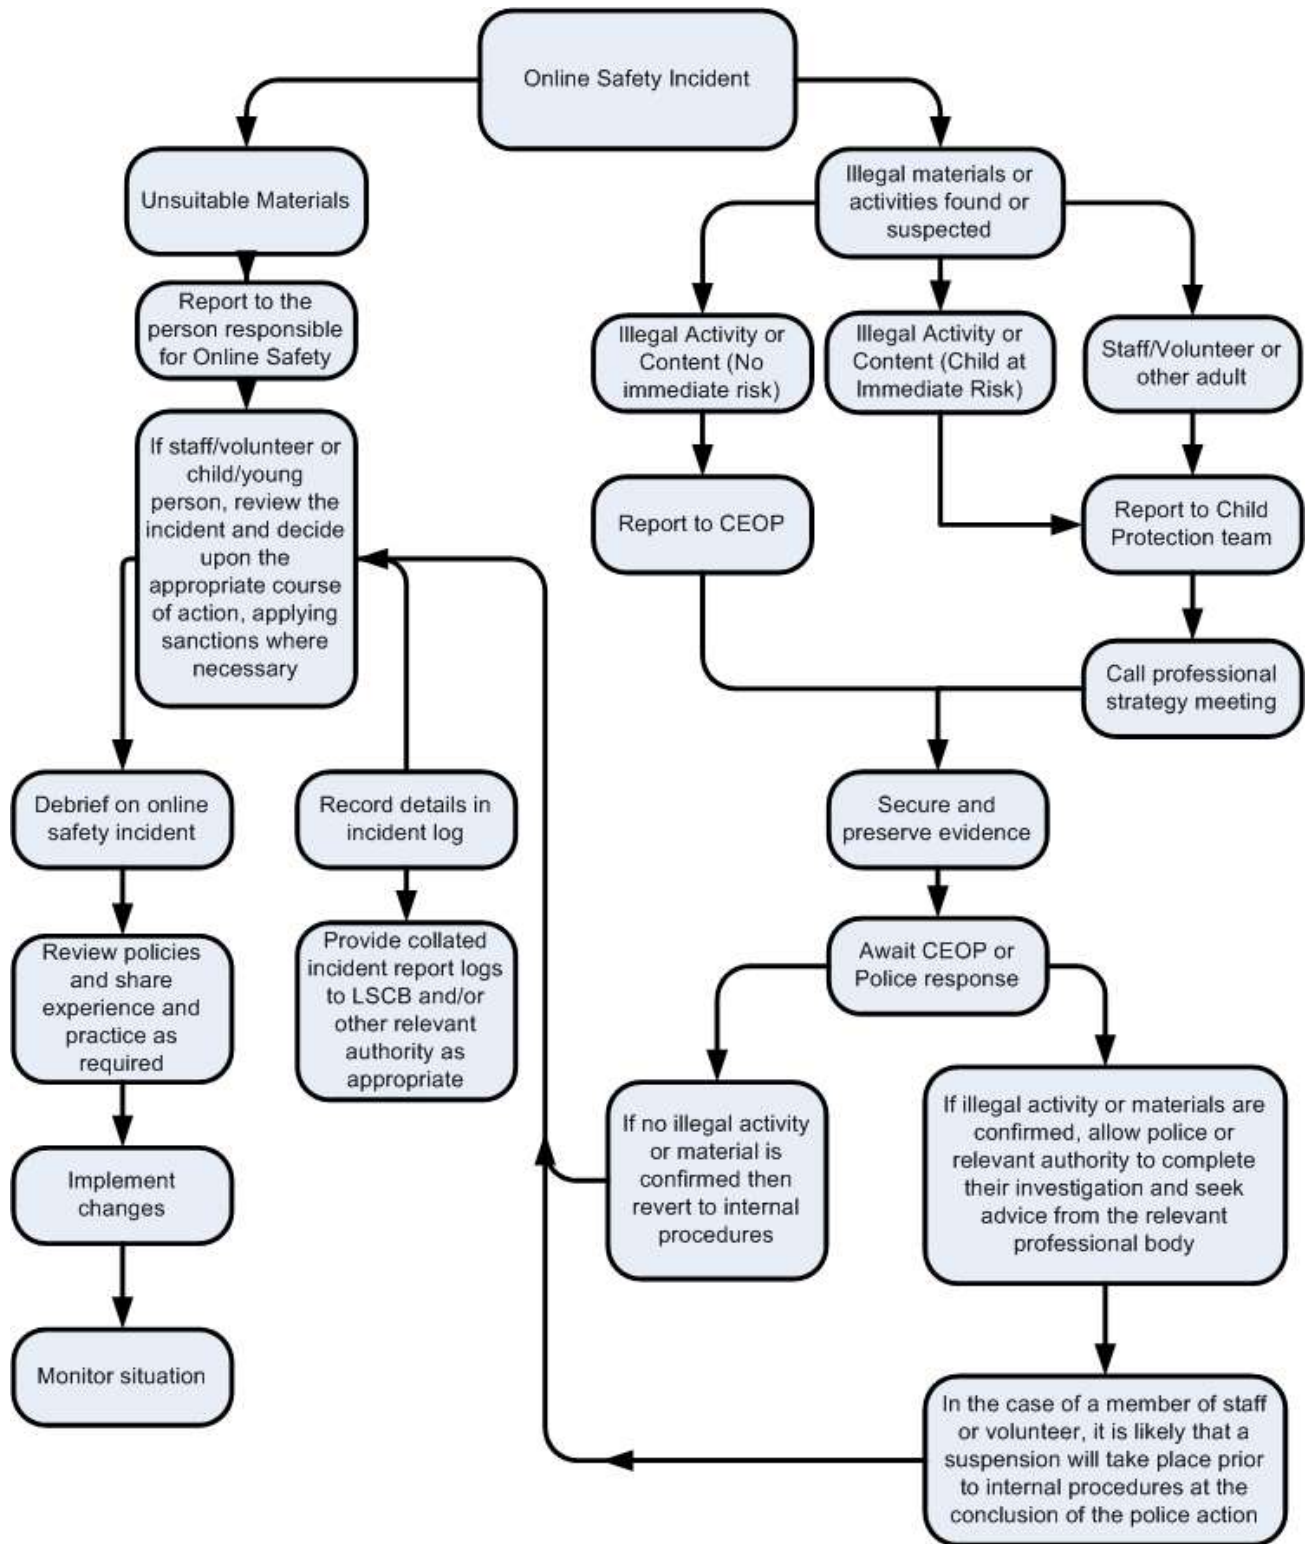 Online Safety Incident
Unsuitable Materials
Report to the
person responsible
for Online Safety
If staff/volunteer or
child/young
person, review the
incident and decide
upon the
appropriate course
of action, applying
sanctions where
necessary
Debrief on online
safety incident
Review policies
and share
experience and
practice as
required
Implement
changes
Monitor situation
Record details in
incident log
Provide collated
incident report logs
to LSCB and/or
other relevant
authority as
appropriate
Illegal materials or
activities found or
suspected
Illegal Activity or
Content (No
immediate risk)
Illegal Activity or
Content (Child at
Immediate Risk)
Staff/Volunteer or
other adult
Report to CEOP
Report to Child
Protection team
Call professional
strategy meeting
Secure and
preserve evidence
Await CEOP or
Police response
If no illegal activity
or material is
confirmed then
revert to internal
procedures
If illegal activity or materials are
confirmed, allow police or
relevant authority to complete
their investigation and seek
advice from the relevant
professional body
In the case of a member of staff
or volunteer, it is likely that a
suspension will take place prior
to internal procedures at the
conclusion of the police action